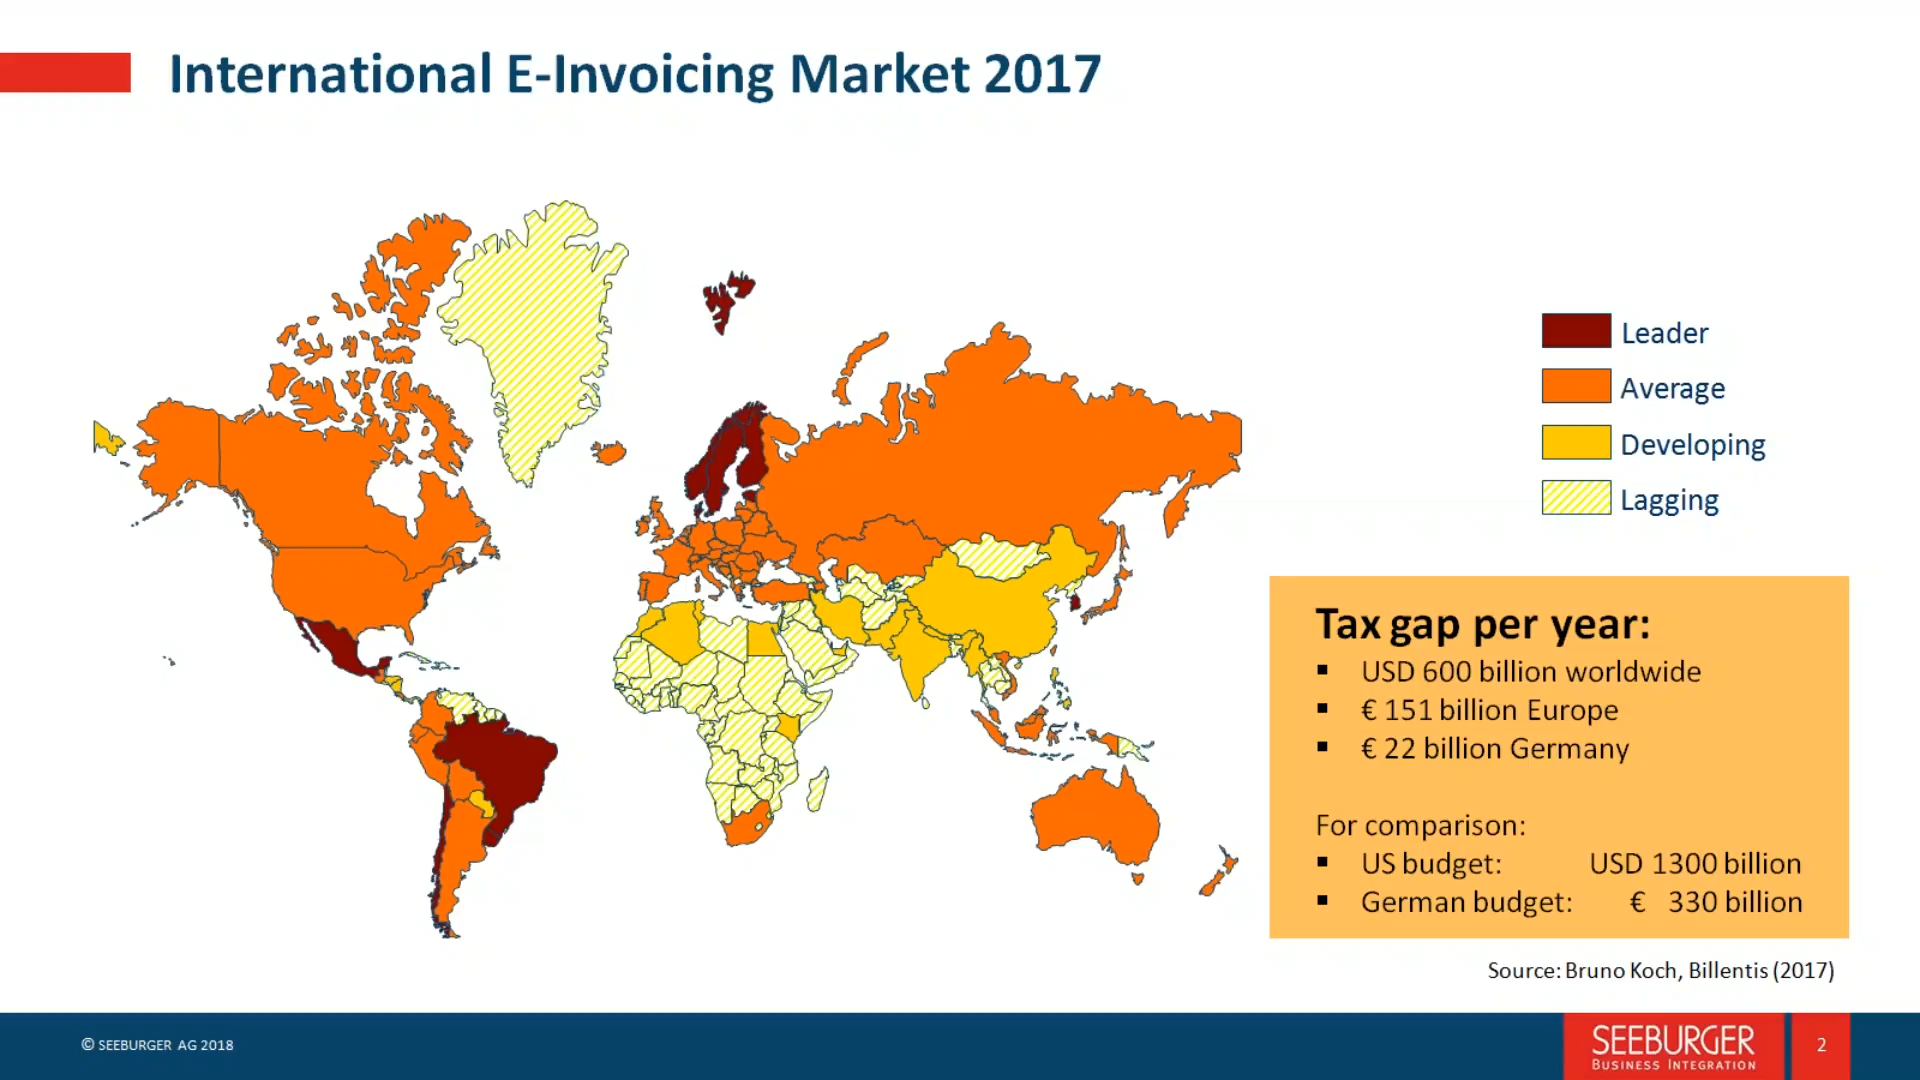 International E-Invoicing Market 2017
Leader
Average
Developing
Lagging
Tax gap per year:
▪ USD 600 billion worldwide
▪ € 151 billion Europe
▪ € 22 billion Germany
For comparison:
▪ US budget: USD 1300 billion
▪ German budget: € 330 billion
Source: Bruno Koch, Billentis (2017)
© SEEBURGER AG 2018
SEEBURGER
BUSINESS INTEGRATION
2